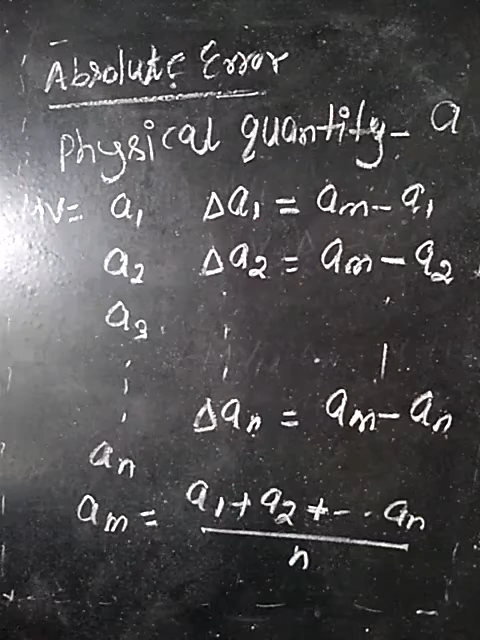 Absolute Error
Physical quantity - a
MV = a₁ Δa₁ = aₘ - a₁
a₂ Δa₂ = aₘ - a₂
a₃
Δaₙ = aₘ - aₙ
aₙ
aₘ = a₁ + a₂ + -- . aₙ
n